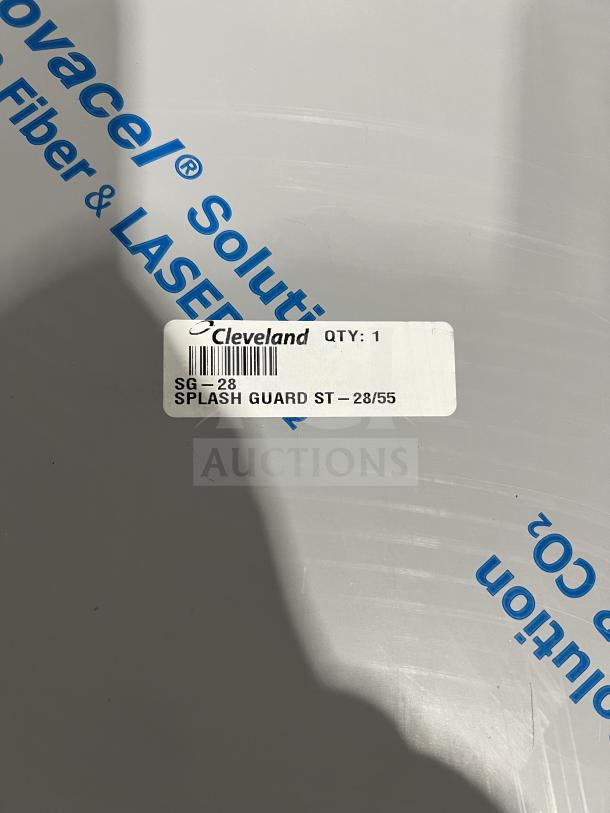 ovacel® Soluti
Fiber & LASER
Cleveland QTY: 1
SG-28
SPLASH GUARD ST-28/55
AUCTIONS
CO2
olution